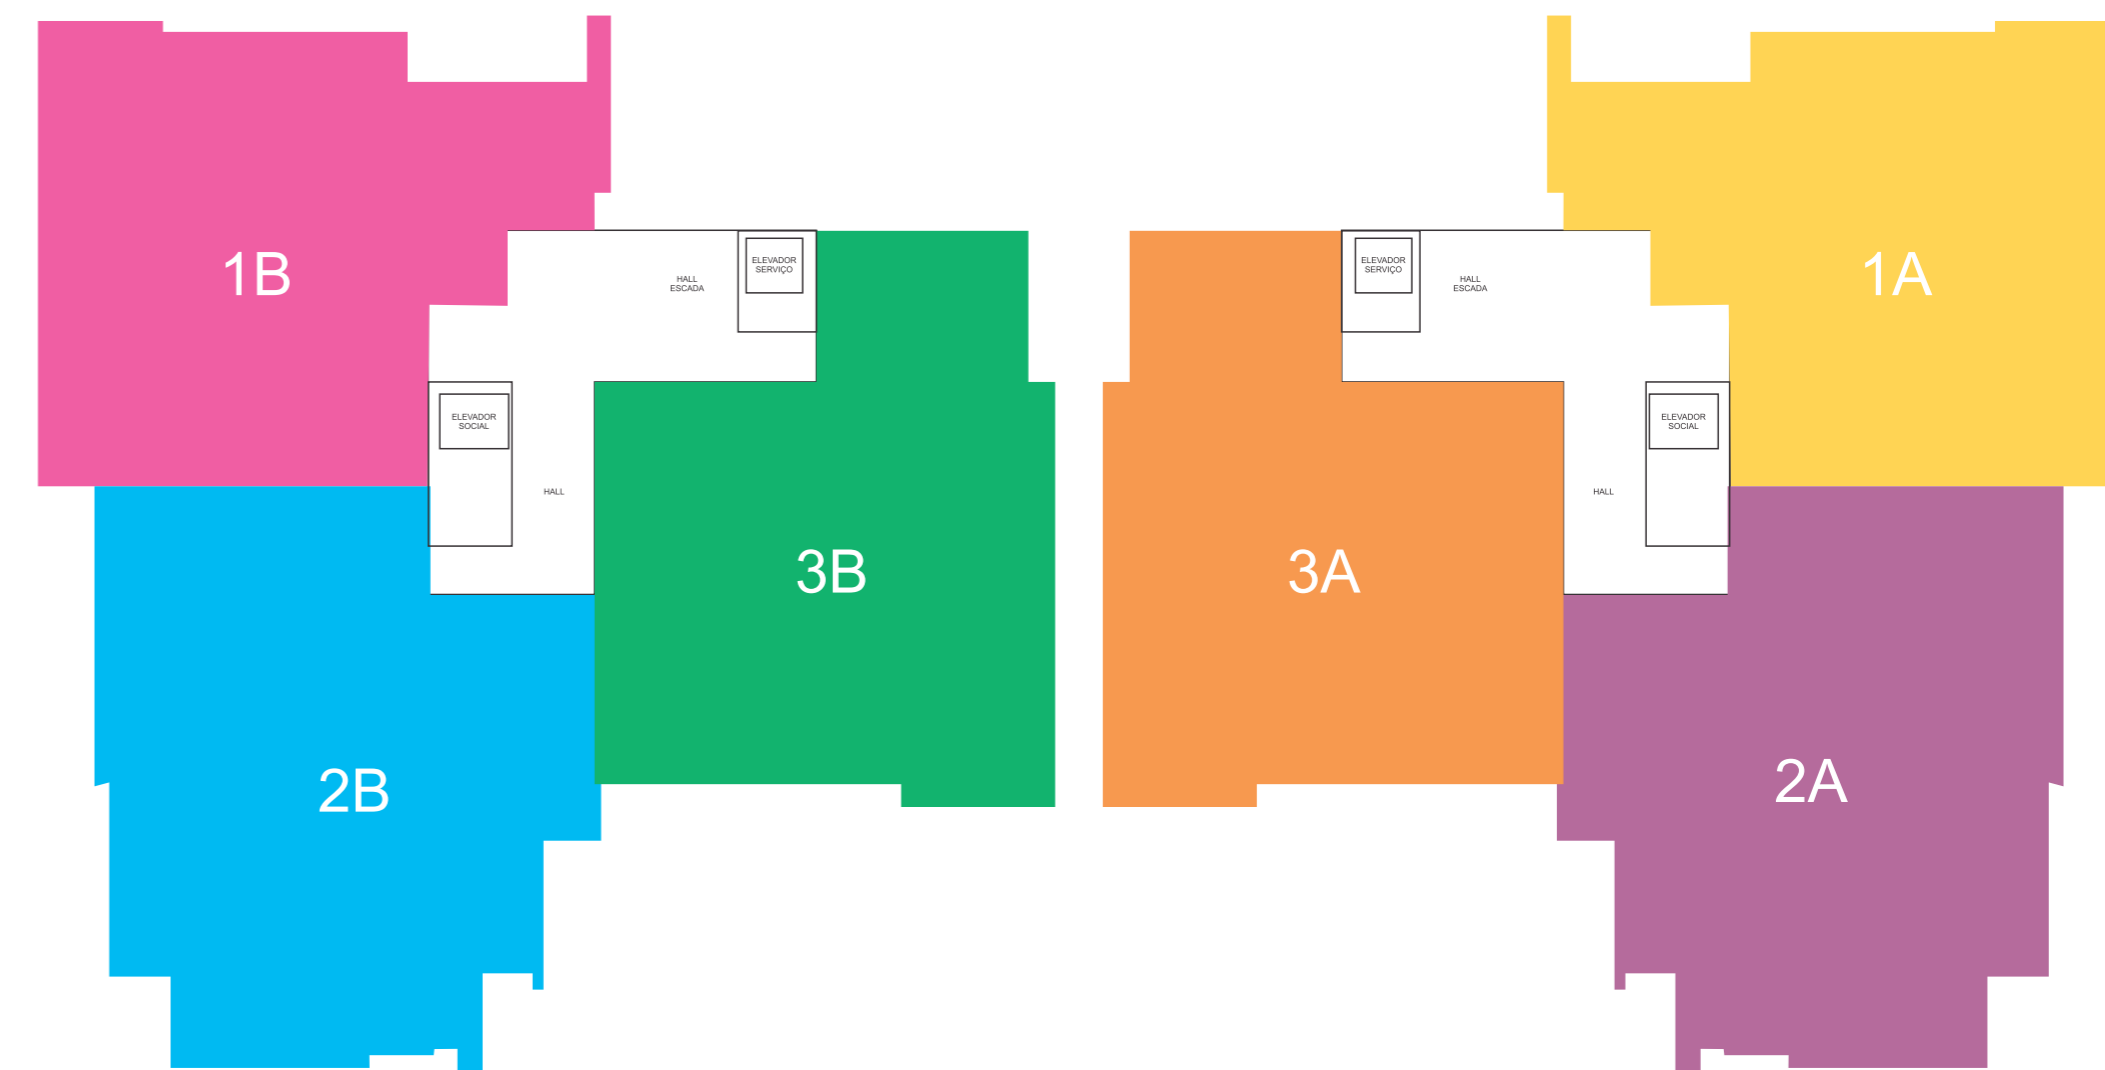 1B
HALL
ESCADA
ELEVADOR
SERVIÇO
ELEVADOR
SERVIÇO
HALL
ESCADA
1A
ELEVADOR
SOCIAL
ELEVADOR
SOCIAL
HALL
HALL
3B
3A
2B
2A